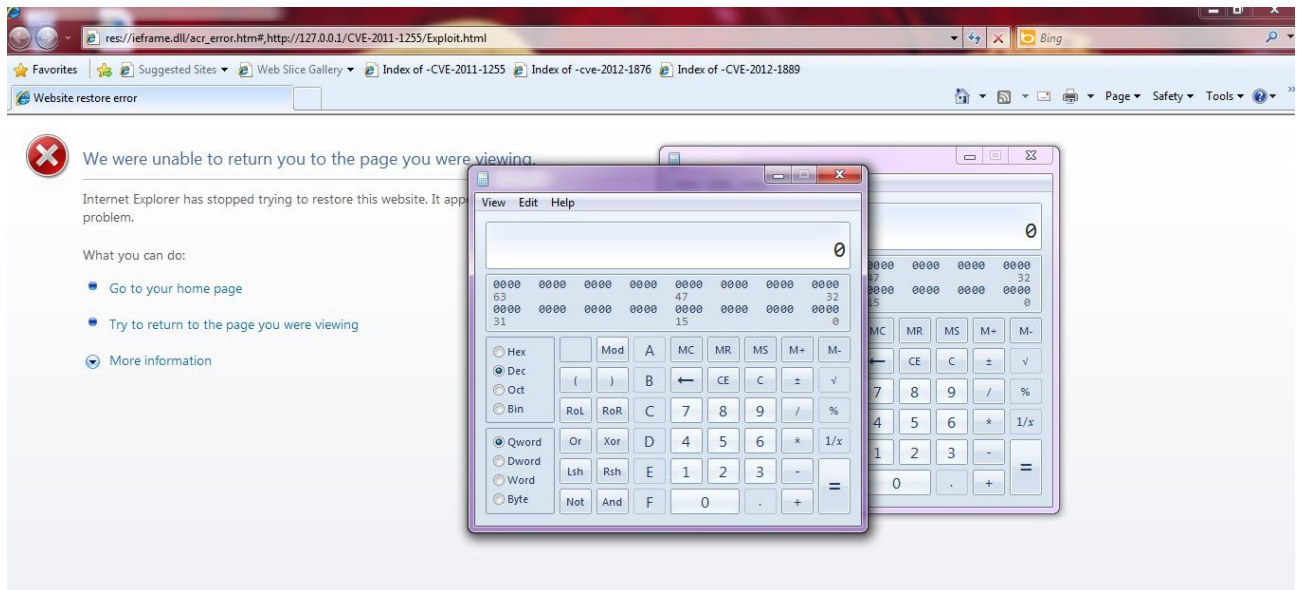 res://ieframe.dll/acr_error.htm#,http://127.0.0.1/CVE-2011-1255/Exploit.html
Bing
Favorites Suggested Sites Web Slice Gallery Index of -CVE-2011-1255 Index of -cve-2012-1876 Index of -CVE-2012-1889
Website restore error
Page Safety Tools
We were unable to return you to the page you were viewing.
Internet Explorer has stopped trying to restore this website. It
problem.
What you can do:
Go to your home page
Try to return to the page you were viewing
More information
View Edit Help
0
0000 0000 0000 0000 0000 0000 0000 0000
63 47 32
0000 0000 0000 0000 0000 0000 0000 0000
31 15 0
Hex
Dec
Oct
Bin
Qword
Dword
Word
Byte
Mod A MC MR MS M+ M-
( ) B ← CE C ± √
RoL RoR C 7 8 9 / %
Or Xor D 4 5 6 * 1/x
Lsh Rsh E 1 2 3 - =
Not And F 0 . +
0
0000 0000 0000 0000
47 32
0000 0000 0000 0000
15 0
MC MR MS M+ M-
← CE C ± √
7 8 9 / %
4 5 6 * 1/x
1 2 3 - =
0 . +